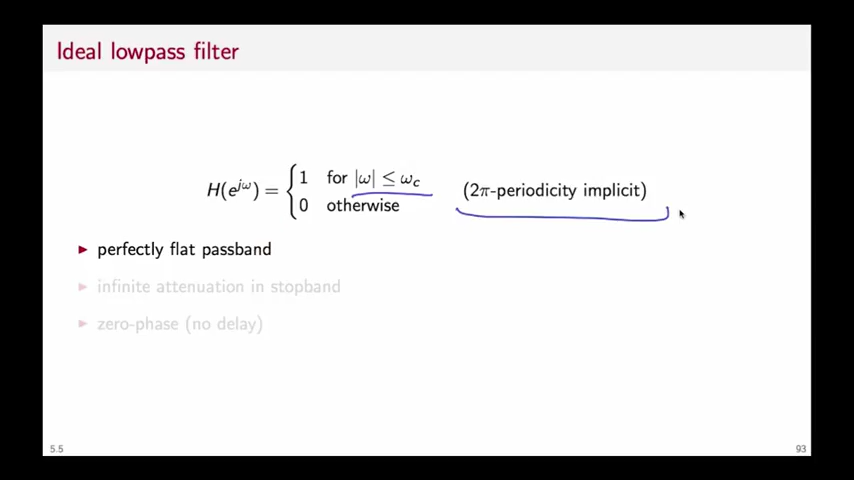 Ideal lowpass filter
H(e^{jω}) = { 1 for |ω| ≤ ω_c
0 otherwise
(2π-periodicity implicit)
▶ perfectly flat passband
▶ infinite attenuation in stopband
▶ zero-phase (no delay)
5.5
93